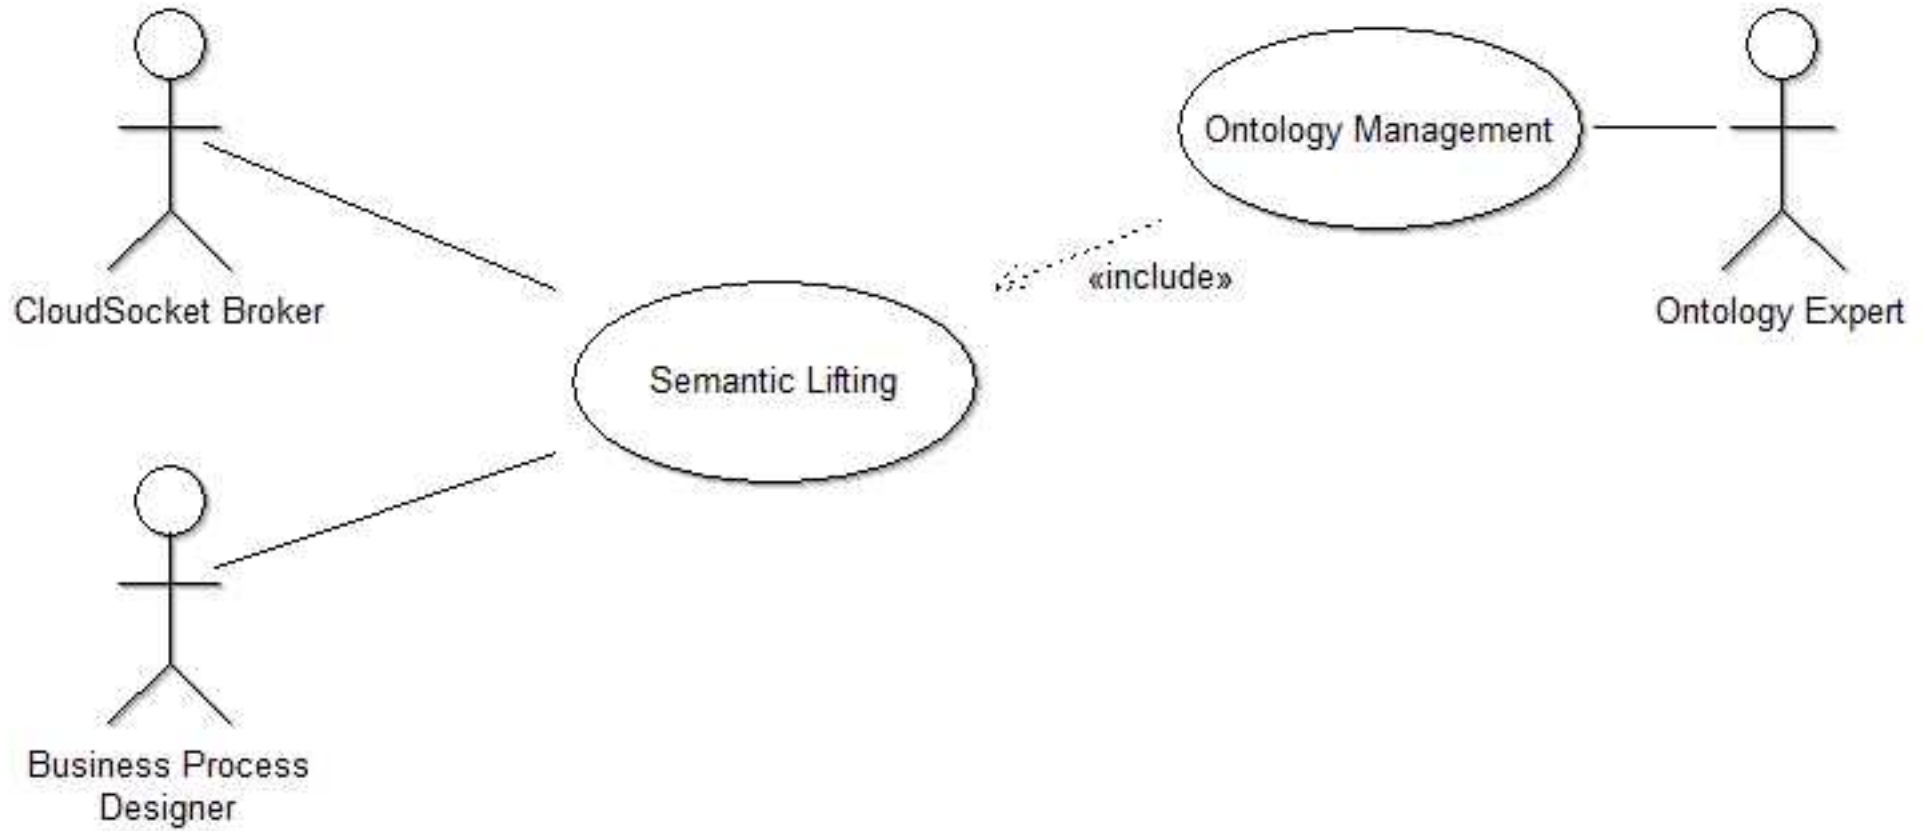 Ontology Management
«include»
CloudSocket Broker
Ontology Expert
Semantic Lifting
Business Process
Designer